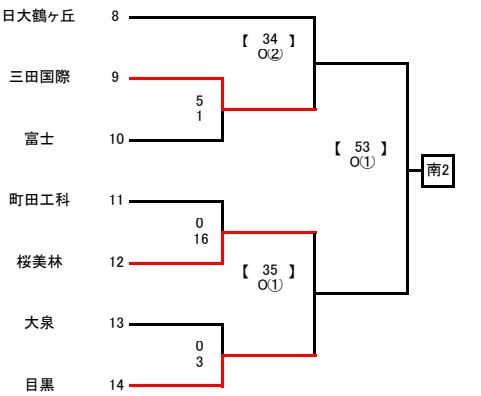 日大鶴ヶ丘 8
【 34 】
O②
三田国際 9
5
1
富士 10
【 53 】
O①
南2
町田工科 11
0
16
桜美林 12
【 35 】
O①
大泉 13
0
3
目黒 14